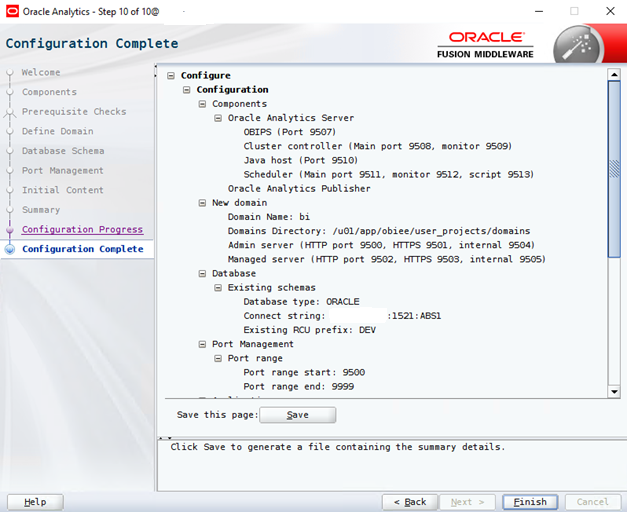 Oracle Analytics - Step 10 of 10@
Configuration Complete
ORACLE
FUSION MIDDLEWARE
Welcome
Components
Prerequisite Checks
Define Domain
Database Schema
Port Management
Initial Content
Summary
Configuration Progress
Configuration Complete
Configure
Configuration
Components
Oracle Analytics Server
OBIPS (Port 9507)
Cluster controller (Main port 9508, monitor 9509)
Java host (Port 9510)
Scheduler (Main port 9511, monitor 9512, script 9513)
Oracle Analytics Publisher
New domain
Domain Name: bi
Domains Directory: /u01/app/obiee/user_projects/domains
Admin server (HTTP port 9500, HTTPS 9501, internal 9504)
Managed server (HTTP port 9502, HTTPS 9503, internal 9505)
Database
Existing schemas
Database type: ORACLE
Connect string: :1521:ABS1
Existing RCU prefix: DEV
Port Management
Port range
Port range start: 9500
Port range end: 9999
Save this page: Save
Click Save to generate a file containing the summary details.
Help
< Back Next > Finish Cancel